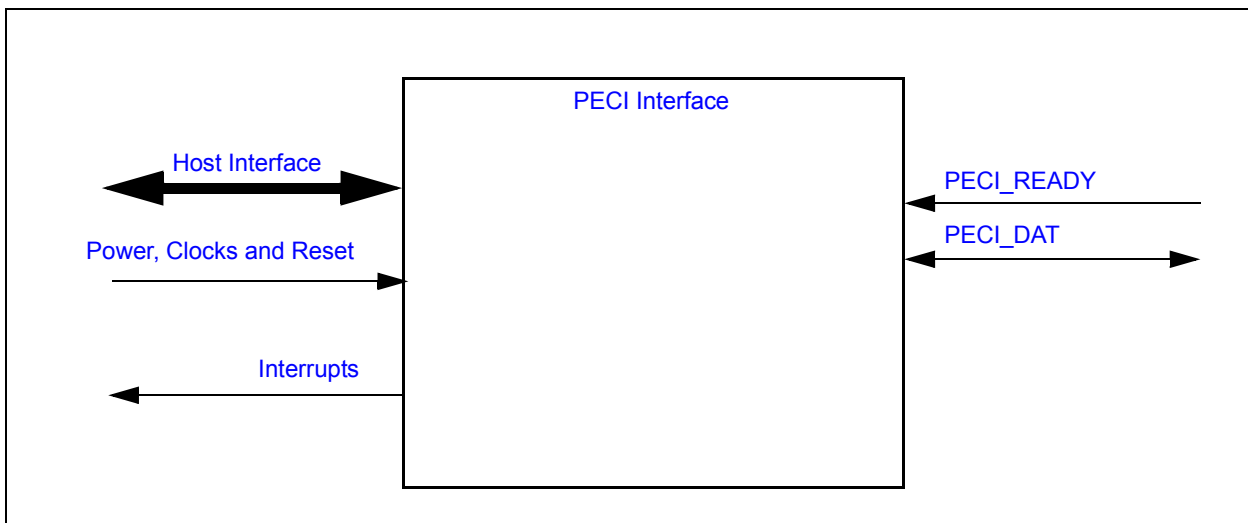 PECI Interface
Host Interface
PECI_READY
PECI_DAT
Power, Clocks and Reset
Interrupts